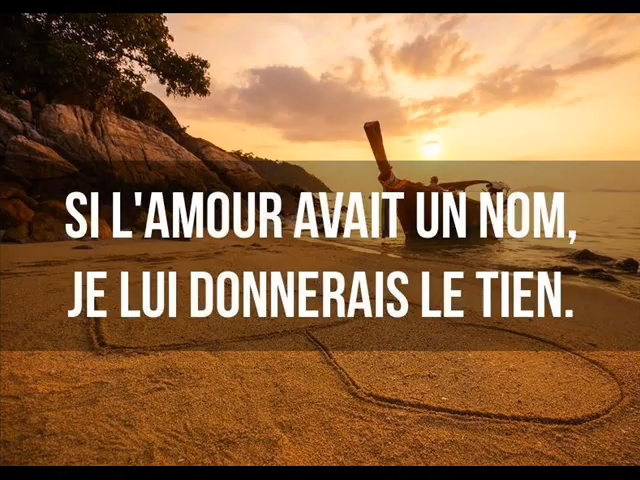 SI L'AMOUR AVAIT UN NOM,
JE LUI DONNERAIS LE TIEN.